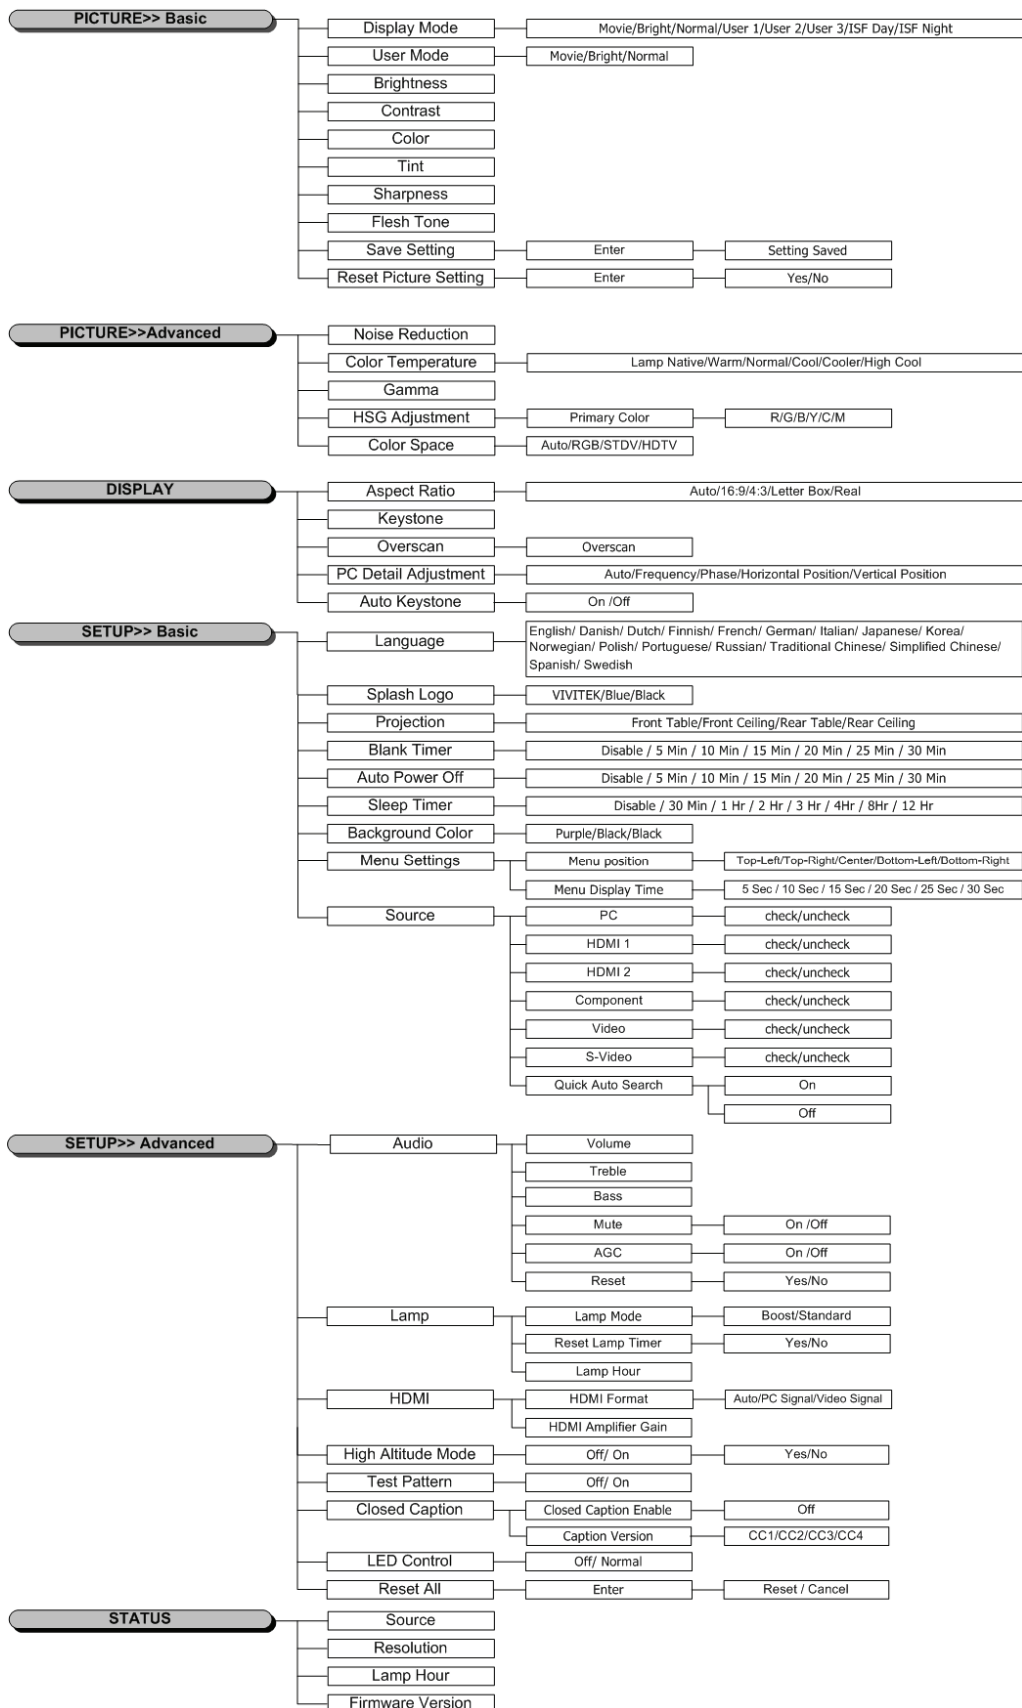 PICTURE>> Basic
Display Mode
Movie/Bright/Normal/User 1/User 2/User 3/ISF Day/ISF Night
User Mode
Movie/Bright/Normal
Brightness
Contrast
Color
Tint
Sharpness
Flesh Tone
Save Setting
Enter
Setting Saved
Reset Picture Setting
Enter
Yes/No
PICTURE>>Advanced
Noise Reduction
Color Temperature
Lamp Native/Warm/Normal/Cool/Cooler/High Cool
Gamma
HSG Adjustment
Primary Color
R/G/B/Y/C/M
Color Space
Auto/RGB/STDV/HDTV
DISPLAY
Aspect Ratio
Auto/16:9/4:3/Letter Box/Real
Keystone
Overscan
Overscan
PC Detail Adjustment
Auto/Frequency/Phase/Horizontal Position/Vertical Position
Auto Keystone
On /Off
SETUP>> Basic
Language
English/ Danish/ Dutch/ Finnish/ French/ German/ Italian/ Japanese/ Korea/
Norwegian/ Polish/ Portuguese/ Russian/ Traditional Chinese/ Simplified Chinese/
Spanish/ Swedish
Splash Logo
VIVITEK/Blue/Black
Projection
Front Table/Front Ceiling/Rear Table/Rear Ceiling
Blank Timer
Disable / 5 Min / 10 Min / 15 Min / 20 Min / 25 Min / 30 Min
Auto Power Off
Disable / 5 Min / 10 Min / 15 Min / 20 Min / 25 Min / 30 Min
Sleep Timer
Disable / 30 Min / 1 Hr / 2 Hr / 3 Hr / 4Hr / 8Hr / 12 Hr
Background Color
Purple/Black/Black
Menu Settings
Menu position
Top-Left/Top-Right/Center/Bottom-Left/Bottom-Right
Menu Display Time
5 Sec / 10 Sec / 15 Sec / 20 Sec / 25 Sec / 30 Sec
Source
PC
check/uncheck
HDMI 1
check/uncheck
HDMI 2
check/uncheck
Component
check/uncheck
Video
check/uncheck
S-Video
check/uncheck
Quick Auto Search
On
Off
SETUP>> Advanced
Audio
Volume
Treble
Bass
Mute
On /Off
AGC
On /Off
Reset
Yes/No
Lamp
Lamp Mode
Boost/Standard
Reset Lamp Timer
Yes/No
Lamp Hour
HDMI
HDMI Format
Auto/PC Signal/Video Signal
HDMI Amplifier Gain
High Altitude Mode
Off/ On
Yes/No
Test Pattern
Off/ On
Closed Caption
Closed Caption Enable
Off
Caption Version
CC1/CC2/CC3/CC4
LED Control
Off/ Normal
Reset All
Enter
Reset / Cancel
STATUS
Source
Resolution
Lamp Hour
Firmware Version